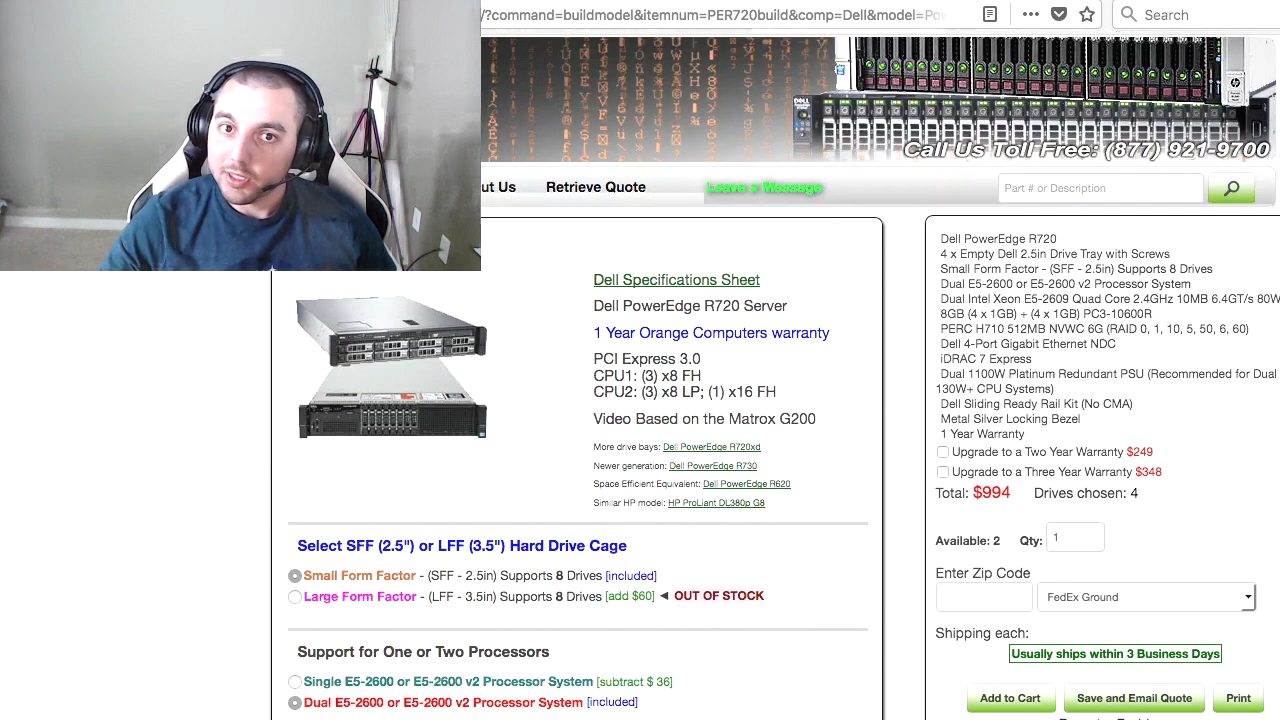 /?command=buildmodel&itemnum=PER720build&comp=Dell&model=Po
Search
Call Us Toll Free: (877) 921-9700
ut Us
Retrieve Quote
Leave a Message
Part # or Description
Dell Specifications Sheet
Dell PowerEdge R720 Server
1 Year Orange Computers warranty
PCI Express 3.0
CPU1: (3) x8 FH
CPU2: (3) x8 LP; (1) x16 FH
Video Based on the Matrox G200
More drive bays: Dell PowerEdge R720xd
Newer generation: Dell PowerEdge R730
Space Efficient Equivalent: Dell PowerEdge R620
Similar HP model: HP ProLiant DL380p G8
Select SFF (2.5") or LFF (3.5") Hard Drive Cage
Small Form Factor - (SFF - 2.5in) Supports 8 Drives [included]
Large Form Factor - (LFF - 3.5in) Supports 8 Drives [add $60] ◄ OUT OF STOCK
Support for One or Two Processors
Single E5-2600 or E5-2600 v2 Processor System [subtract $ 36]
Dual E5-2600 or E5-2600 v2 Processor System [included]
Dell PowerEdge R720
4 x Empty Dell 2.5in Drive Tray with Screws
Small Form Factor - (SFF - 2.5in) Supports 8 Drives
Dual E5-2600 or E5-2600 v2 Processor System
Dual Intel Xeon E5-2609 Quad Core 2.4GHz 10MB 6.4GT/s 80W
8GB (4 x 1GB) + (4 x 1GB) PC3-10600R
PERC H710 512MB NVWC 6G (RAID 0, 1, 10, 5, 50, 6, 60)
Dell 4-Port Gigabit Ethernet NDC
iDRAC 7 Express
Dual 1100W Platinum Redundant PSU (Recommended for Dual
130W+ CPU Systems)
Dell Sliding Ready Rail Kit (No CMA)
Metal Silver Locking Bezel
1 Year Warranty
Upgrade to a Two Year Warranty $249
Upgrade to a Three Year Warranty $348
Total: $994 Drives chosen: 4
Available: 2 Qty: 1
Enter Zip Code
FedEx Ground
Shipping each:
Usually ships within 3 Business Days
Add to Cart
Save and Email Quote
Print